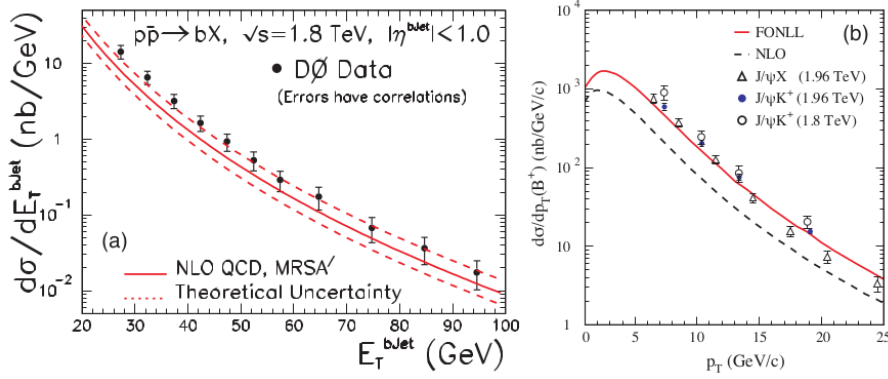 pp̄→bX, √s=1.8 TeV, |η^bJet|<1.0
DØ Data
(Errors have correlations)
dσ/dE_T^bJet (nb/GeV)
10
1
10^-1
10^-2
(a)
NLO QCD, MRSA′
Theoretical Uncertainty
20 30 40 50 60 70 80 90 100
E_T^bJet (GeV)
(b)
FONLL
NLO
J/ψX (1.96 TeV)
J/ψK+ (1.96 TeV)
J/ψK+ (1.8 TeV)
dσ/dp_T(B+) (nb/GeV/c)
10^4
10^3
10^2
10
1
0 5 10 15 20 25
p_T (GeV/c)